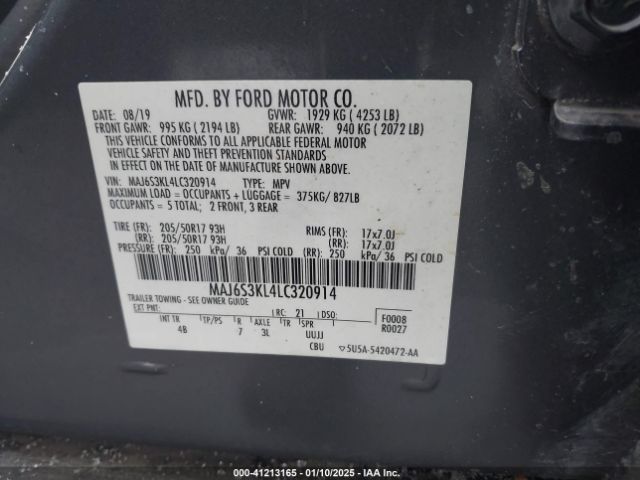 MFD. BY FORD MOTOR CO.
DATE: 08/19 GVWR: 1929 KG ( 4253 LB)
FRONT GAWR: 995 KG ( 2194 LB) REAR GAWR: 940 KG ( 2072 LB)
THIS VEHICLE CONFORMS TO ALL APPLICABLE FEDERAL MOTOR
VEHICLE SAFETY AND THEFT PREVENTION STANDARDS
IN EFFECT ON THE DATE OF MANUFACTURE SHOWN ABOVE.
VIN: MAJ6S3KL4LC320914 TYPE: MPV
MAXIMUM LOAD = OCCUPANTS + LUGGAGE = 375KG/ 827LB
OCCUPANTS = 5 TOTAL; 2 FRONT, 3 REAR
TIRE (FR): 205/50R17 93H RIMS (FR): 17x7.0J
(RR): 205/50R17 93H (RR): 17x7.0J
PRESSURE (FR): 250 kPa/ 36 PSI COLD (RR): 250 kPa/ 36 PSI COLD
MAJ6S3KL4LC320914
TRAILER TOWING - SEE OWNER GUIDE
EXT PNT: RC: 21 DSO: F0008
INT TR TP/PS R AXLE TR SPR R0027
4B 7 3L UUJJ
CBU ▽5U5A-5420472-AA
000-41213165 — 01/10/2025 — IAAI.COM